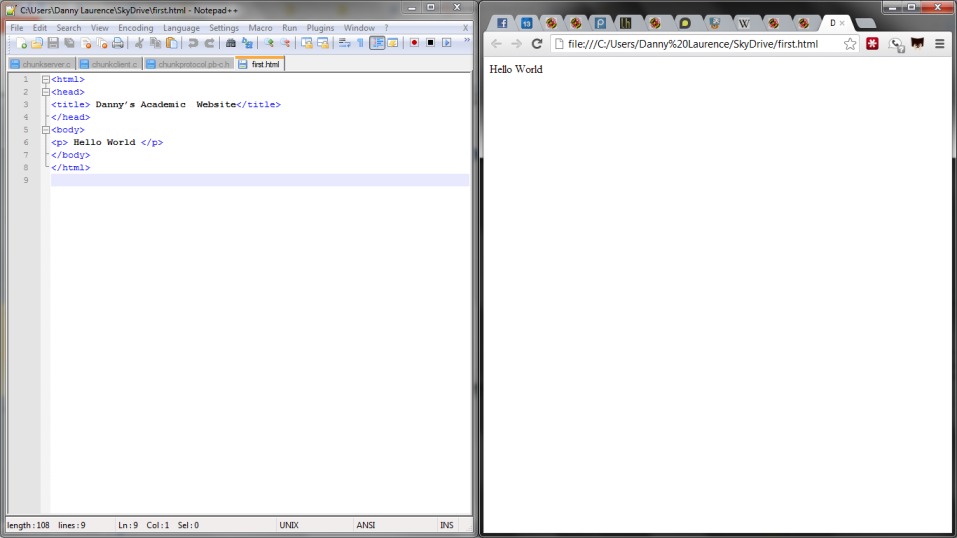 C:\Users\Danny Laurence\SkyDrive\first.html - Notepad++
File Edit Search View Encoding Language Settings Macro Run Plugins Window ? X
chunkserver.c chunkclient.c chunkprotocol.pb-c.h first.html
1 <html>
2 <head>
3 <title> Danny's Academic  Website</title>
4 </head>
5 <body>
6 <p> Hello World </p>
7 </body>
8 </html>
9
length : 108 lines : 9 Ln : 9 Col : 1 Sel : 0 UNIX ANSI INS
13 W D
file:///C:/Users/Danny%20Laurence/SkyDrive/first.html
Hello World